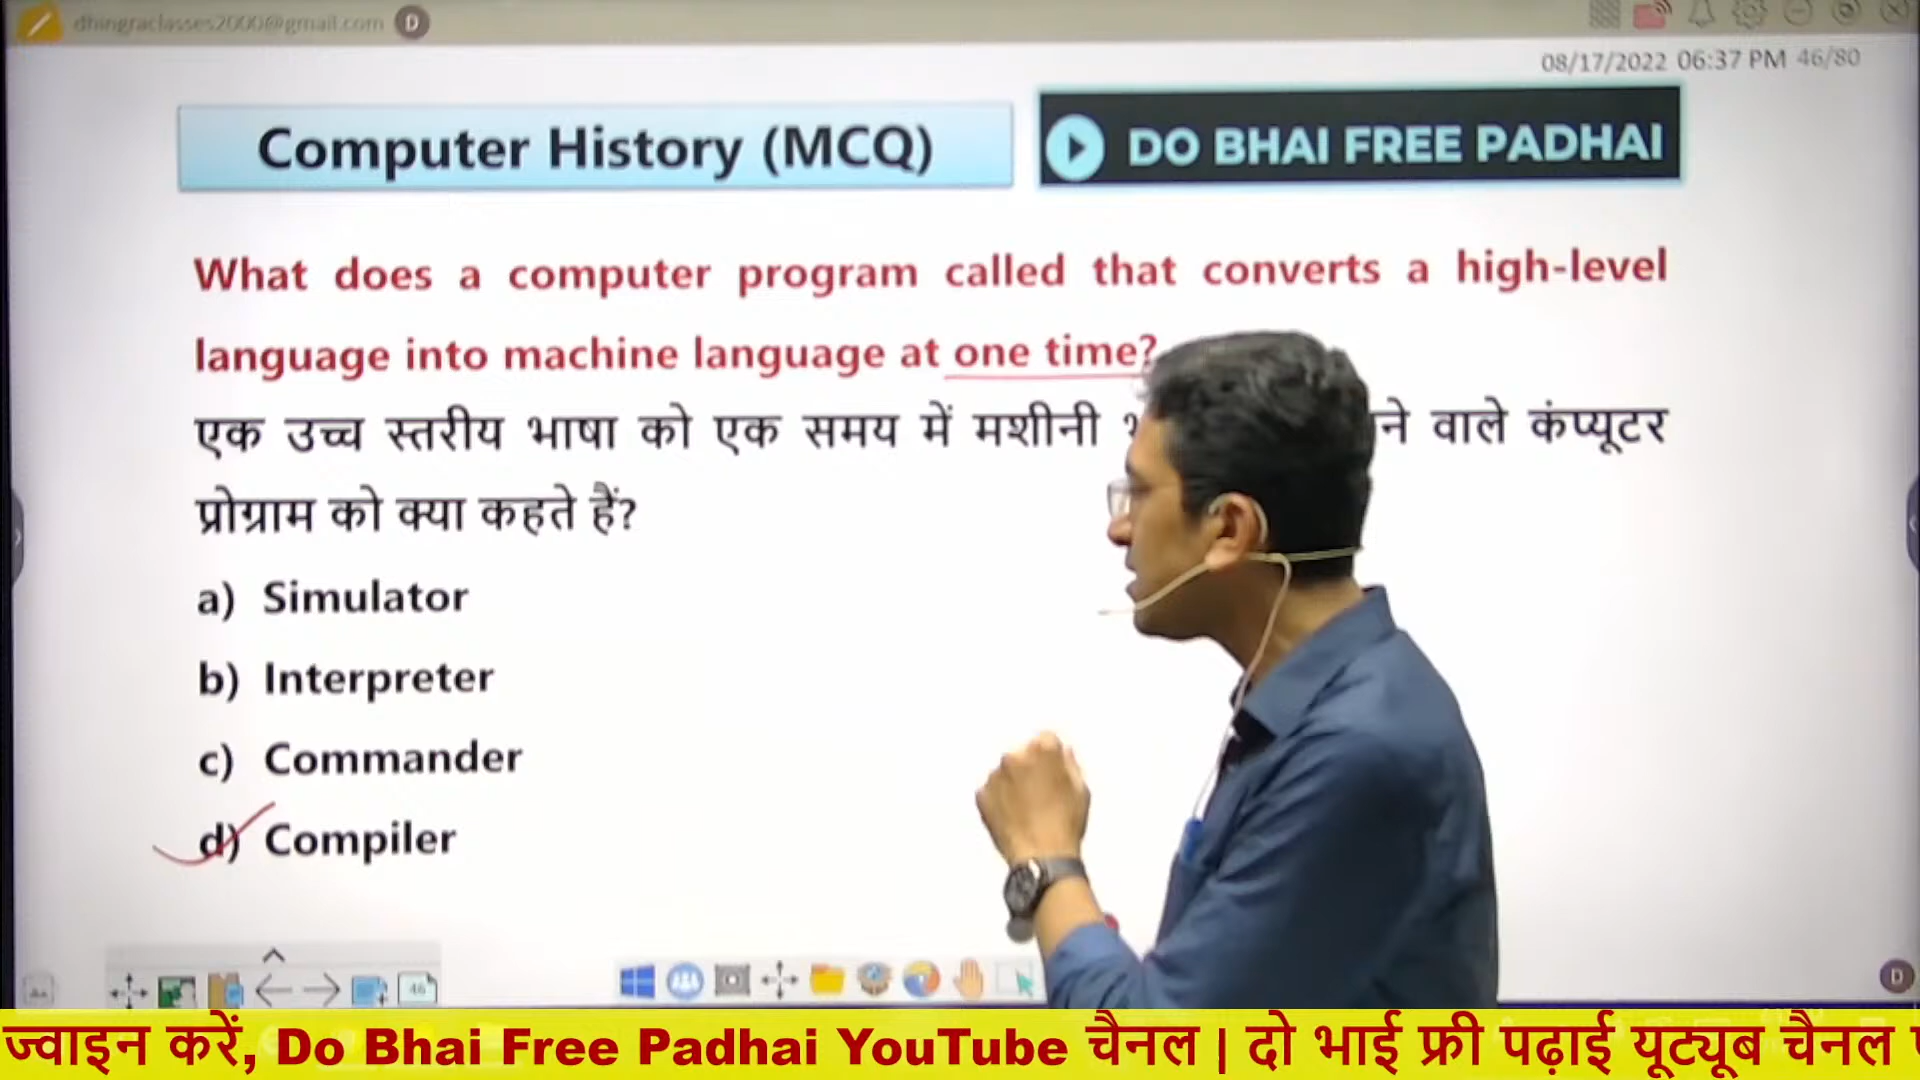 dhingraclasses2000@gmail.com D
08/17/2022 06:37 PM 46/80
Computer History (MCQ)
DO BHAI FREE PADHAI
What does a computer program called that converts a high-level
language into machine language at one time?
एक उच्च स्तरीय भाषा को एक समय में मशीनी ने वाले कंप्यूटर
प्रोग्राम को क्या कहते हैं?
a) Simulator
b) Interpreter
c) Commander
d) Compiler
46
D
ज्वाइन करें, Do Bhai Free Padhai YouTube चैनल | दो भाई फ्री पढ़ाई यूट्यूब चैनल